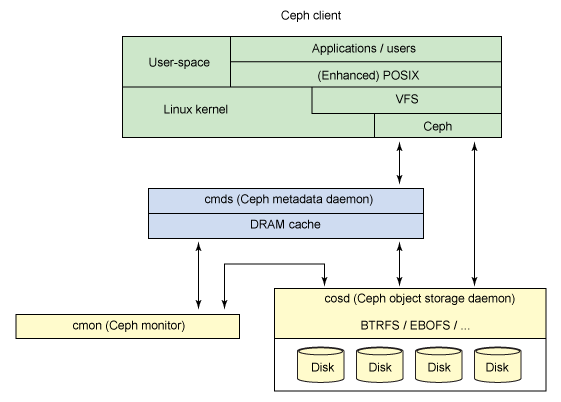 Ceph client
User-space
Applications / users
(Enhanced) POSIX
Linux kernel
VFS
Ceph
cmds (Ceph metadata daemon)
DRAM cache
cmon (Ceph monitor)
cosd (Ceph object storage daemon)
BTRFS / EBOFS / ...
Disk
Disk
Disk
Disk